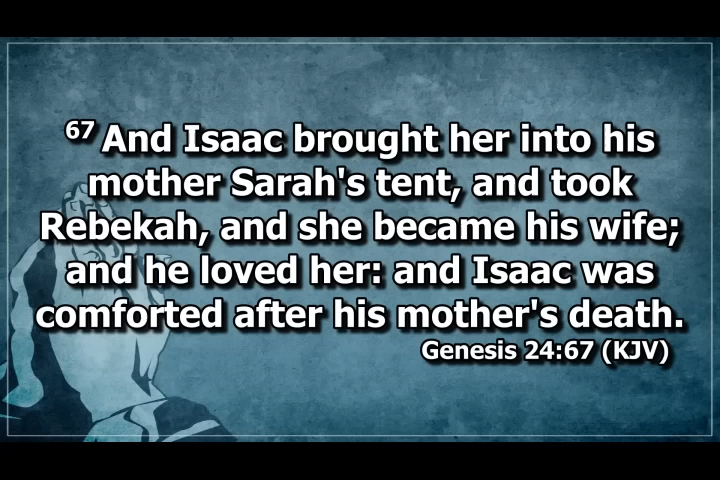 67 And Isaac brought her into his
mother Sarah's tent, and took
Rebekah, and she became his wife;
and he loved her: and Isaac was
comforted after his mother's death.
Genesis 24:67 (KJV)